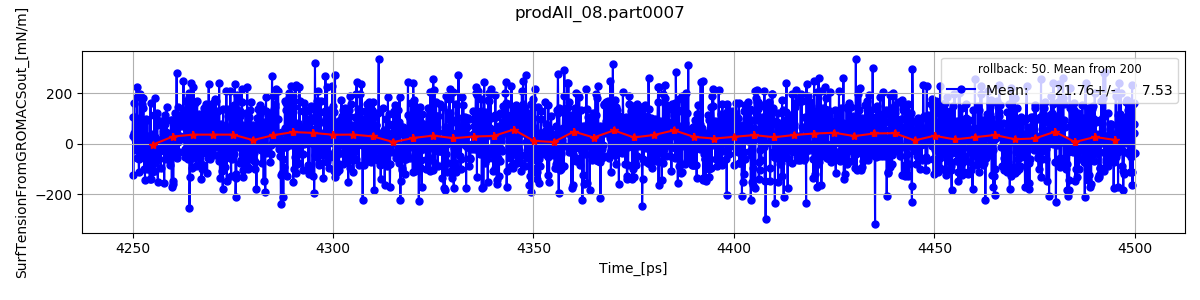 prodAll_08.part0007
SurfTensionFromGROMACSout_[mN/m]
200
0
−200
rollback: 50. Mean from 200
Mean: 21.76+/- 7.53
4250 4300 4350 4400 4450 4500
Time_[ps]